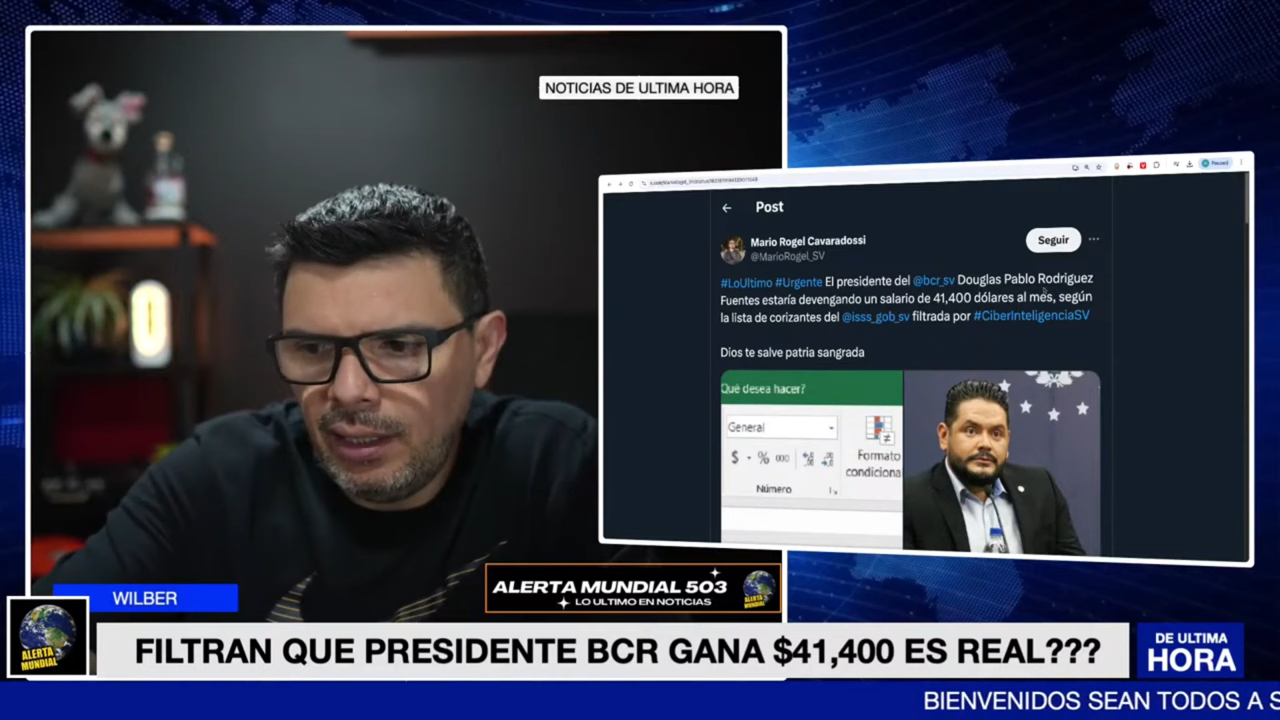 NOTICIAS DE ULTIMA HORA
Post
Mario Rogel Cavaradossi
@MarioRogel_SV
Seguir
#LoUltimo #Urgente El presidente del @bcr_sv Douglas Pablo Rodriguez
Fuentes estaría devengando un salario de 41,400 dólares al mes, según
la lista de corizantes del @isss_gob_sv filtrada por #CiberInteligenciaSV
Dios te salve patria sangrada
Qué desea hacer?
General
$ % 000
Número
Formato
condiciona
Paused
WILBER
ALERTA MUNDIAL 503
LO ULTIMO EN NOTICIAS
ALERTA
MUNDIAL
ALERTA
MUNDIAL
FILTRAN QUE PRESIDENTE BCR GANA $41,400 ES REAL???
DE ULTIMA
HORA
BIENVENIDOS SEAN TODOS A S